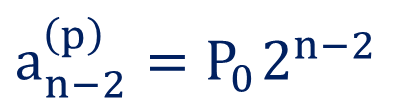 a_{n-2}^{(p)} = P_0 2^{n-2}